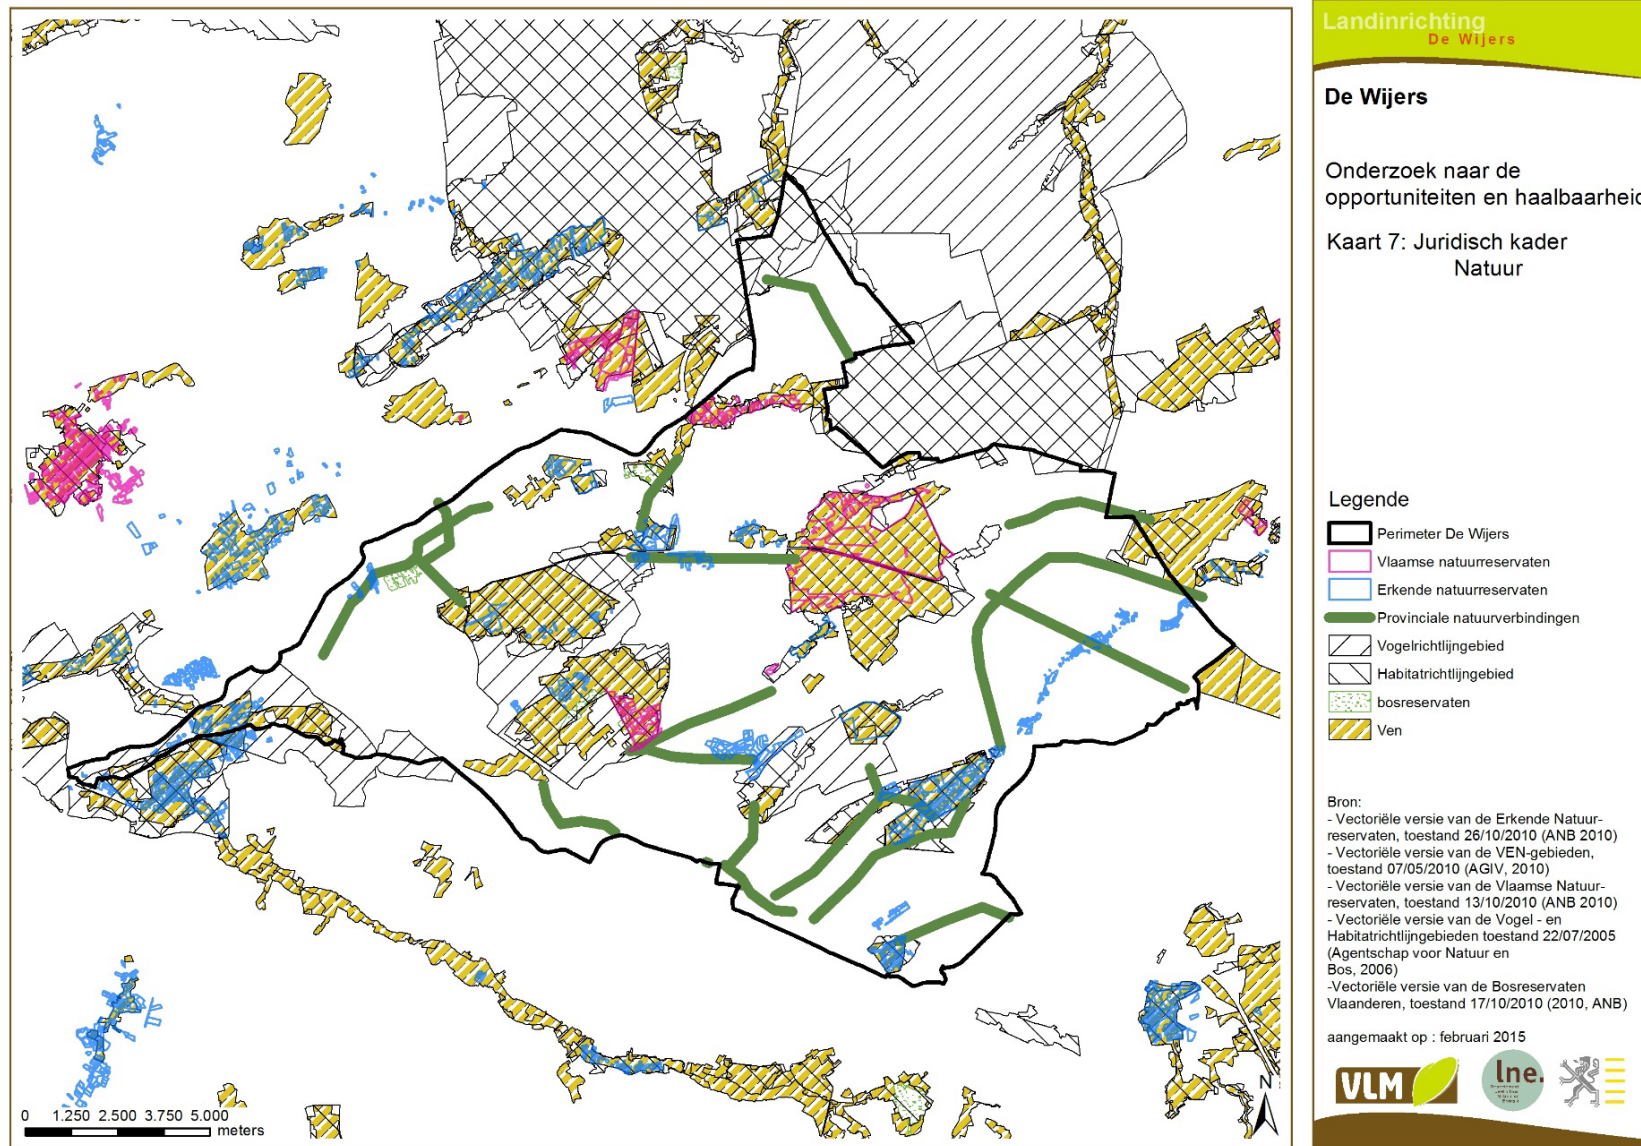 Landinrichting
De Wijers
De Wijers
Onderzoek naar de
opportuniteiten en haalbaarheid
Kaart 7: Juridisch kader
Natuur
Legende
Perimeter De Wijers
Vlaamse natuurreservaten
Erkende natuurreservaten
Provinciale natuurverbindingen
Vogelrichtlijngebied
Habitatrichtlijngebied
bosreservaten
Ven
Bron:
- Vectoriële versie van de Erkende Natuur-
reservaten, toestand 26/10/2010 (ANB 2010)
- Vectoriële versie van de VEN-gebieden,
toestand 07/05/2010 (AGIV, 2010)
- Vectoriële versie van de Vlaamse Natuur-
reservaten, toestand 13/10/2010 (ANB 2010)
- Vectoriële versie van de Vogel - en
Habitatrichtlijngebieden toestand 22/07/2005
(Agentschap voor Natuur en
Bos, 2006)
-Vectoriële versie van de Bosreservaten
Vlaanderen, toestand 17/10/2010 (2010, ANB)
aangemaakt op : februari 2015
VLM
lne.
N
0 1.250 2.500 3.750 5.000
meters